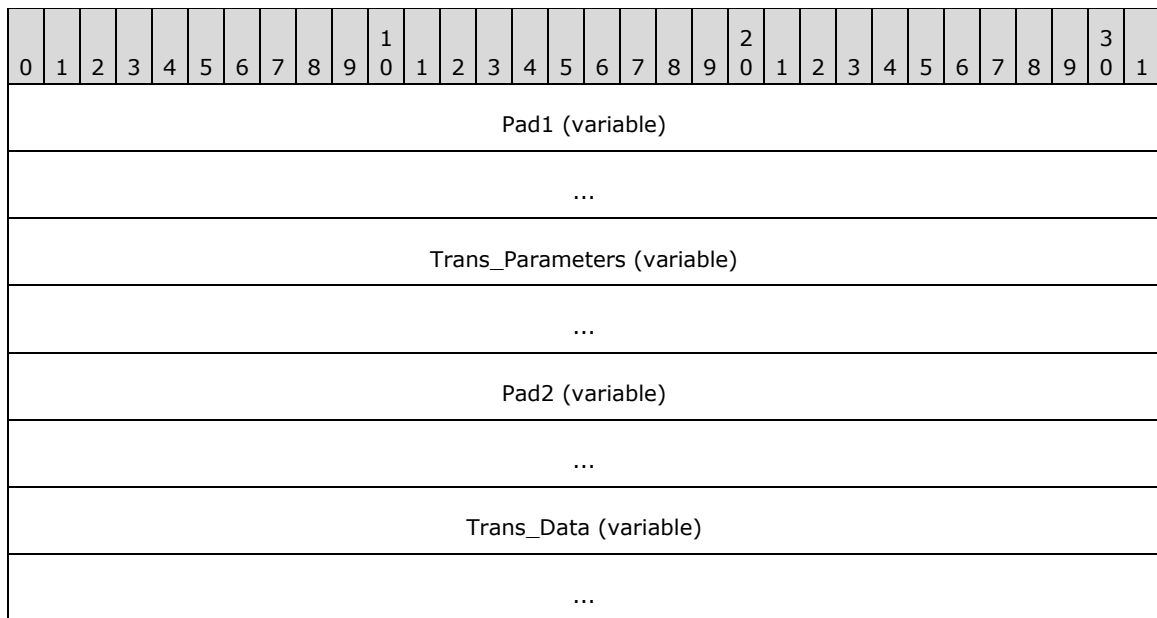 1 2 3
0 1 2 3 4 5 6 7 8 9 0 1 2 3 4 5 6 7 8 9 0 1 2 3 4 5 6 7 8 9 0 1
Pad1 (variable)
...
Trans_Parameters (variable)
...
Pad2 (variable)
...
Trans_Data (variable)
...